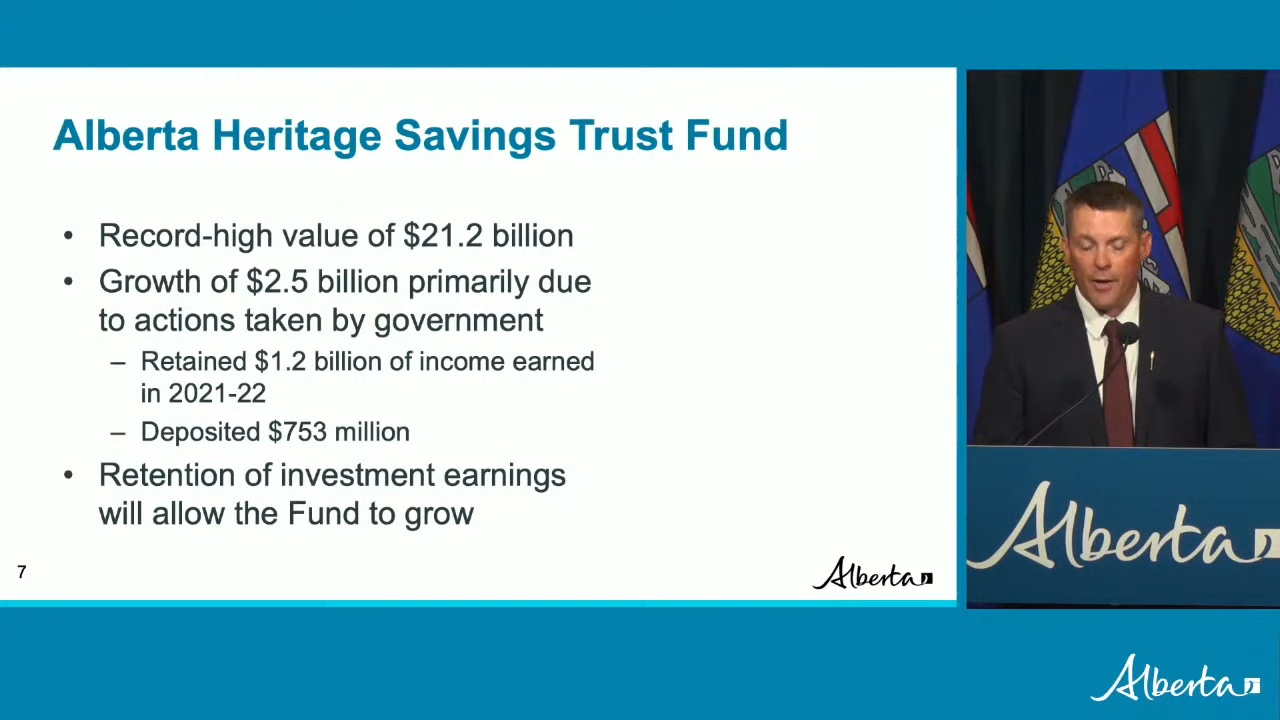 Alberta Heritage Savings Trust Fund
• Record-high value of $21.2 billion
• Growth of $2.5 billion primarily due
to actions taken by government
– Retained $1.2 billion of income earned
in 2021-22
– Deposited $753 million
• Retention of investment earnings
will allow the Fund to grow
7
Alberta
Alberta
Alberta